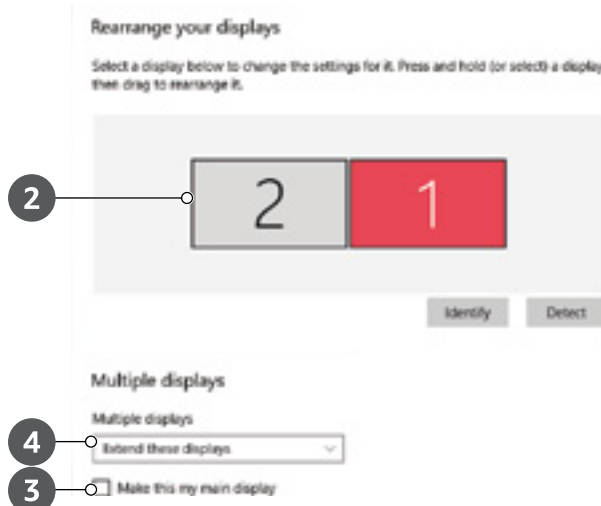 Rearrange your displays
Select a display below to change the settings for it. Press and hold (or select) a display
then drag to rearrange it.
2
2 1
Identify Detect
Multiple displays
Multiple displays
4
Extend these displays
3
Make this my main display